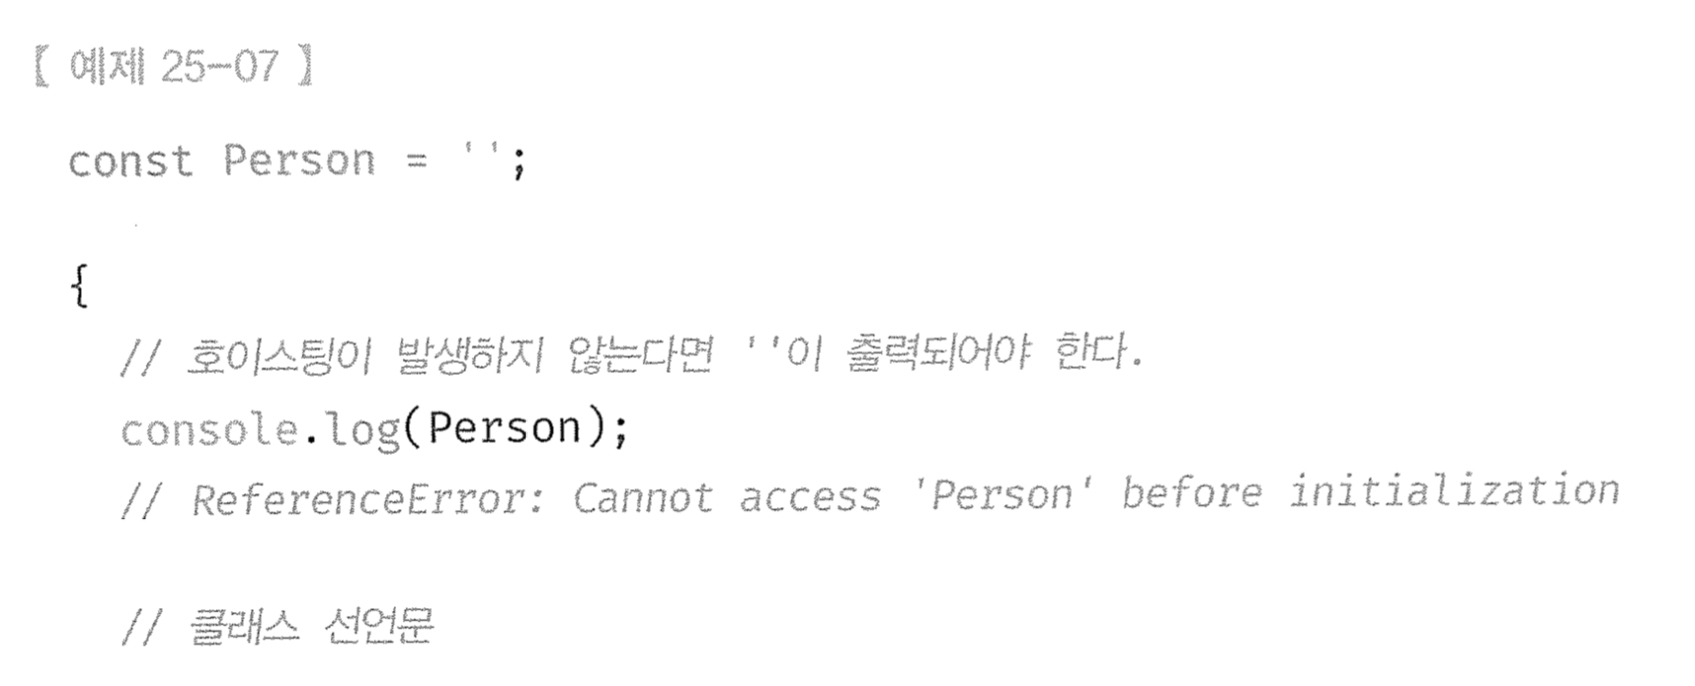 【 예제 25-07 】
const Person = '';
{
// 호이스팅이 발생하지 않는다면 ''이 출력되어야 한다.
console.log(Person);
// ReferenceError: Cannot access 'Person' before initialization
// 클래스 선언문